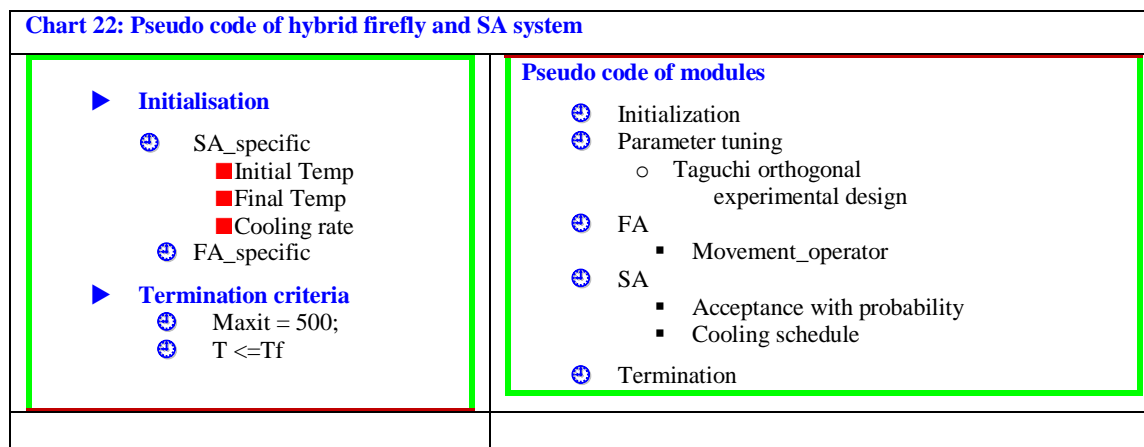 Chart 22: Pseudo code of hybrid firefly and SA system
Initialisation
SA_specific
Initial Temp
Final Temp
Cooling rate
FA_specific
Termination criteria
Maxit = 500;
T <=Tf
Pseudo code of modules
Initialization
Parameter tuning
Taguchi orthogonal
experimental design
FA
Movement_operator
SA
Acceptance with probability
Cooling schedule
Termination